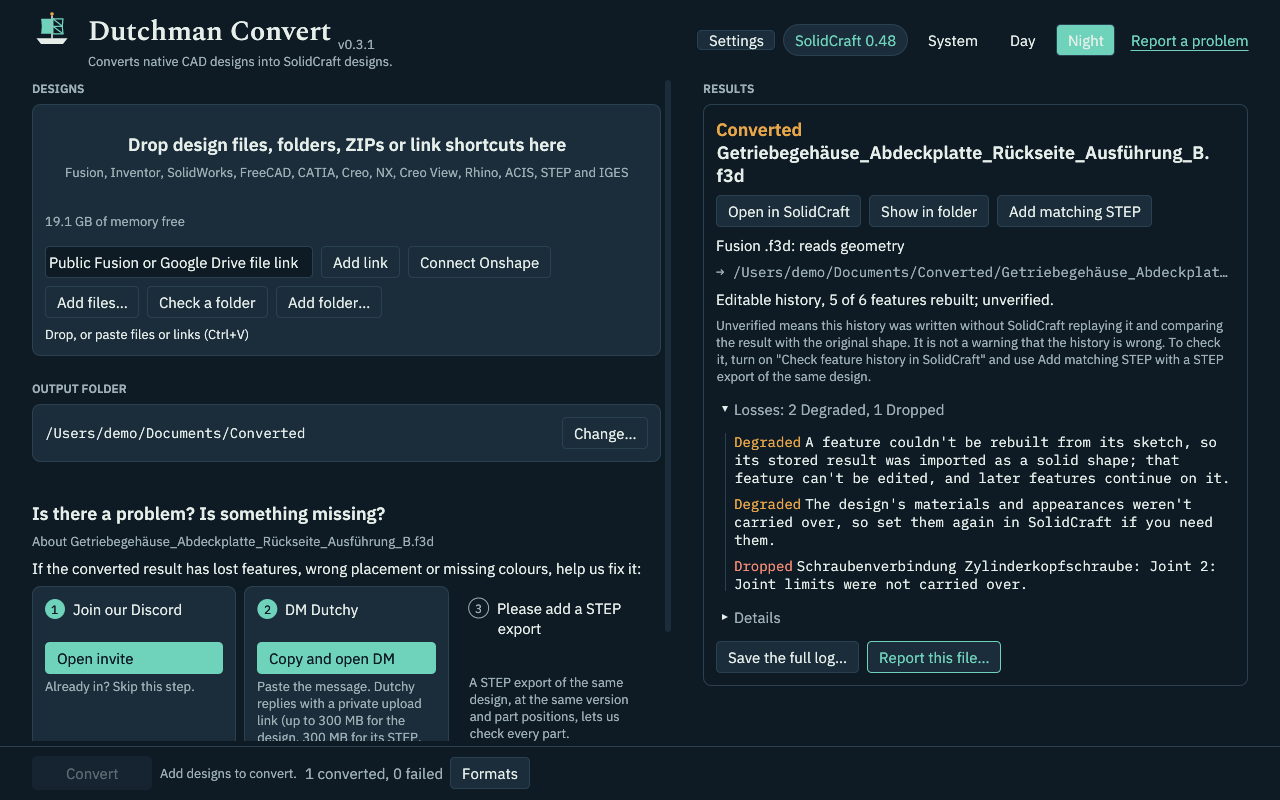 Dutchman Convert v0.3.1
Converts native CAD designs into SolidCraft designs.
Settings
SolidCraft 0.48
System
Day
Night
Report a problem
DESIGNS
Drop design files, folders, ZIPs or link shortcuts here
Fusion, Inventor, SolidWorks, FreeCAD, CATIA, Creo, NX, Creo View, Rhino, ACIS, STEP and IGES
19.1 GB of memory free
Public Fusion or Google Drive file link
Add link
Connect Onshape
Add files...
Check a folder
Add folder...
Drop, or paste files or links (Ctrl+V)
OUTPUT FOLDER
/Users/demo/Documents/Converted
Change...
Is there a problem? Is something missing?
About Getriebegehäuse_Abdeckplatte_Rückseite_Ausführung_B.f3d
If the converted result has lost features, wrong placement or missing colours, help us fix it:
1 Join our Discord
Open invite
Already in? Skip this step.
2 DM Dutchy
Copy and open DM
Paste the message. Dutchy
replies with a private upload
link (up to 300 MB for the
design, 300 MB for its STEP.
3 Please add a STEP
export
A STEP export of the same
design, at the same version
and part positions, lets us
check every part.
RESULTS
Converted
Getriebegehäuse_Abdeckplatte_Rückseite_Ausführung_B.
f3d
Open in SolidCraft
Show in folder
Add matching STEP
Fusion .f3d: reads geometry
→ /Users/demo/Documents/Converted/Getriebegehäuse_Abdeckplat…
Editable history, 5 of 6 features rebuilt; unverified.
Unverified means this history was written without SolidCraft replaying it and comparing
the result with the original shape. It is not a warning that the history is wrong. To check
it, turn on "Check feature history in SolidCraft" and use Add matching STEP with a STEP
export of the same design.
▾ Losses: 2 Degraded, 1 Dropped
Degraded A feature couldn't be rebuilt from its sketch, so
its stored result was imported as a solid shape; that
feature can't be edited, and later features continue on it.
Degraded The design's materials and appearances weren't
carried over, so set them again in SolidCraft if you need
them.
Dropped Schraubenverbindung Zylinderkopfschraube: Joint 2:
Joint limits were not carried over.
▸ Details
Save the full log...
Report this file...
Convert
Add designs to convert.
1 converted, 0 failed
Formats